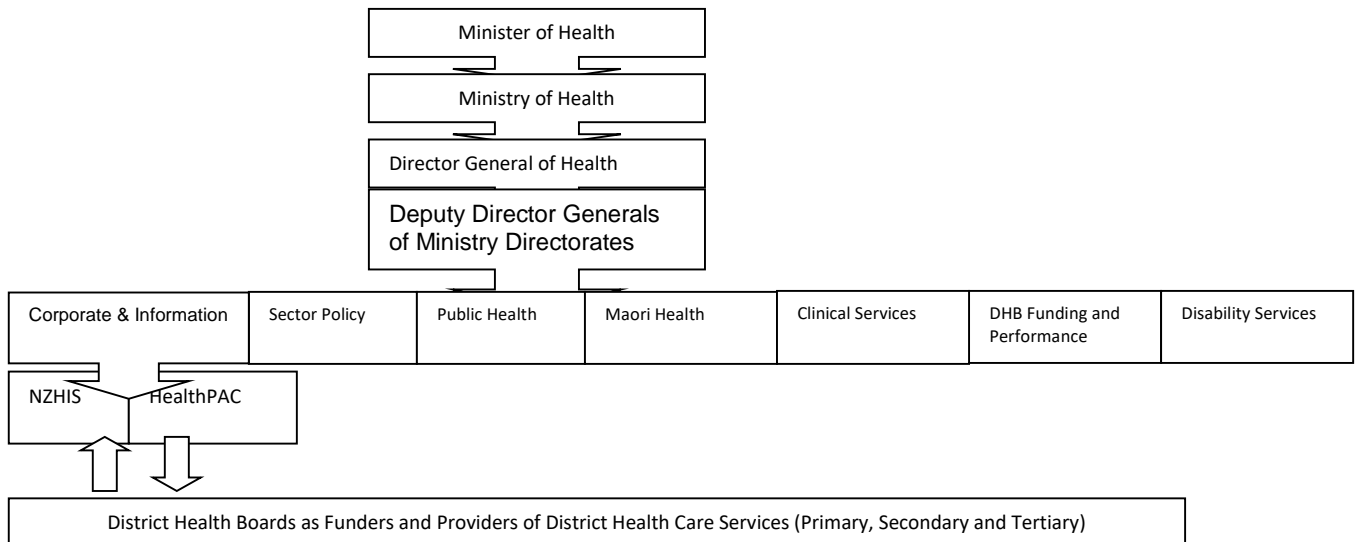 Minister of Health
Ministry of Health
Director General of Health
Deputy Director Generals
of Ministry Directorates
Corporate & Information
Sector Policy
Public Health
Maori Health
Clinical Services
DHB Funding and
Performance
Disability Services
NZHIS
HealthPAC
District Health Boards as Funders and Providers of District Health Care Services (Primary, Secondary and Tertiary)